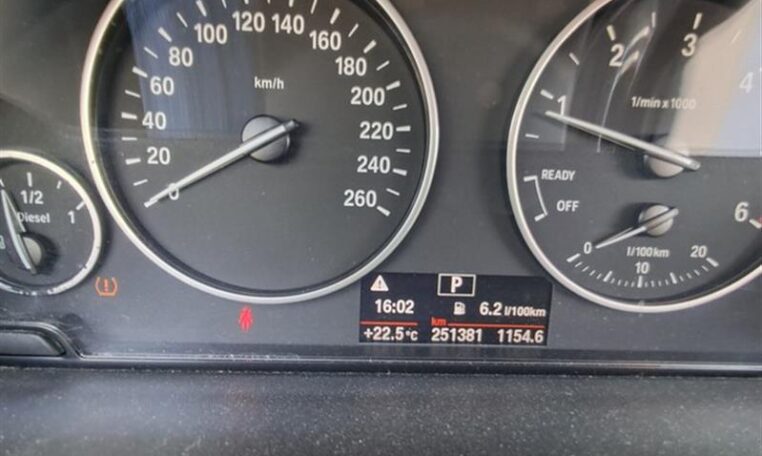 0
20
40
60
80
100
120
140
160
180
200
220
240
260
km/h
1/2
1
Diesel
1
2
3
4
6
1/min x 1000
READY
OFF
0
10
20
l/100km
P
16:02
6.2 l/100km
km
+22.5°C 251381 1154.6